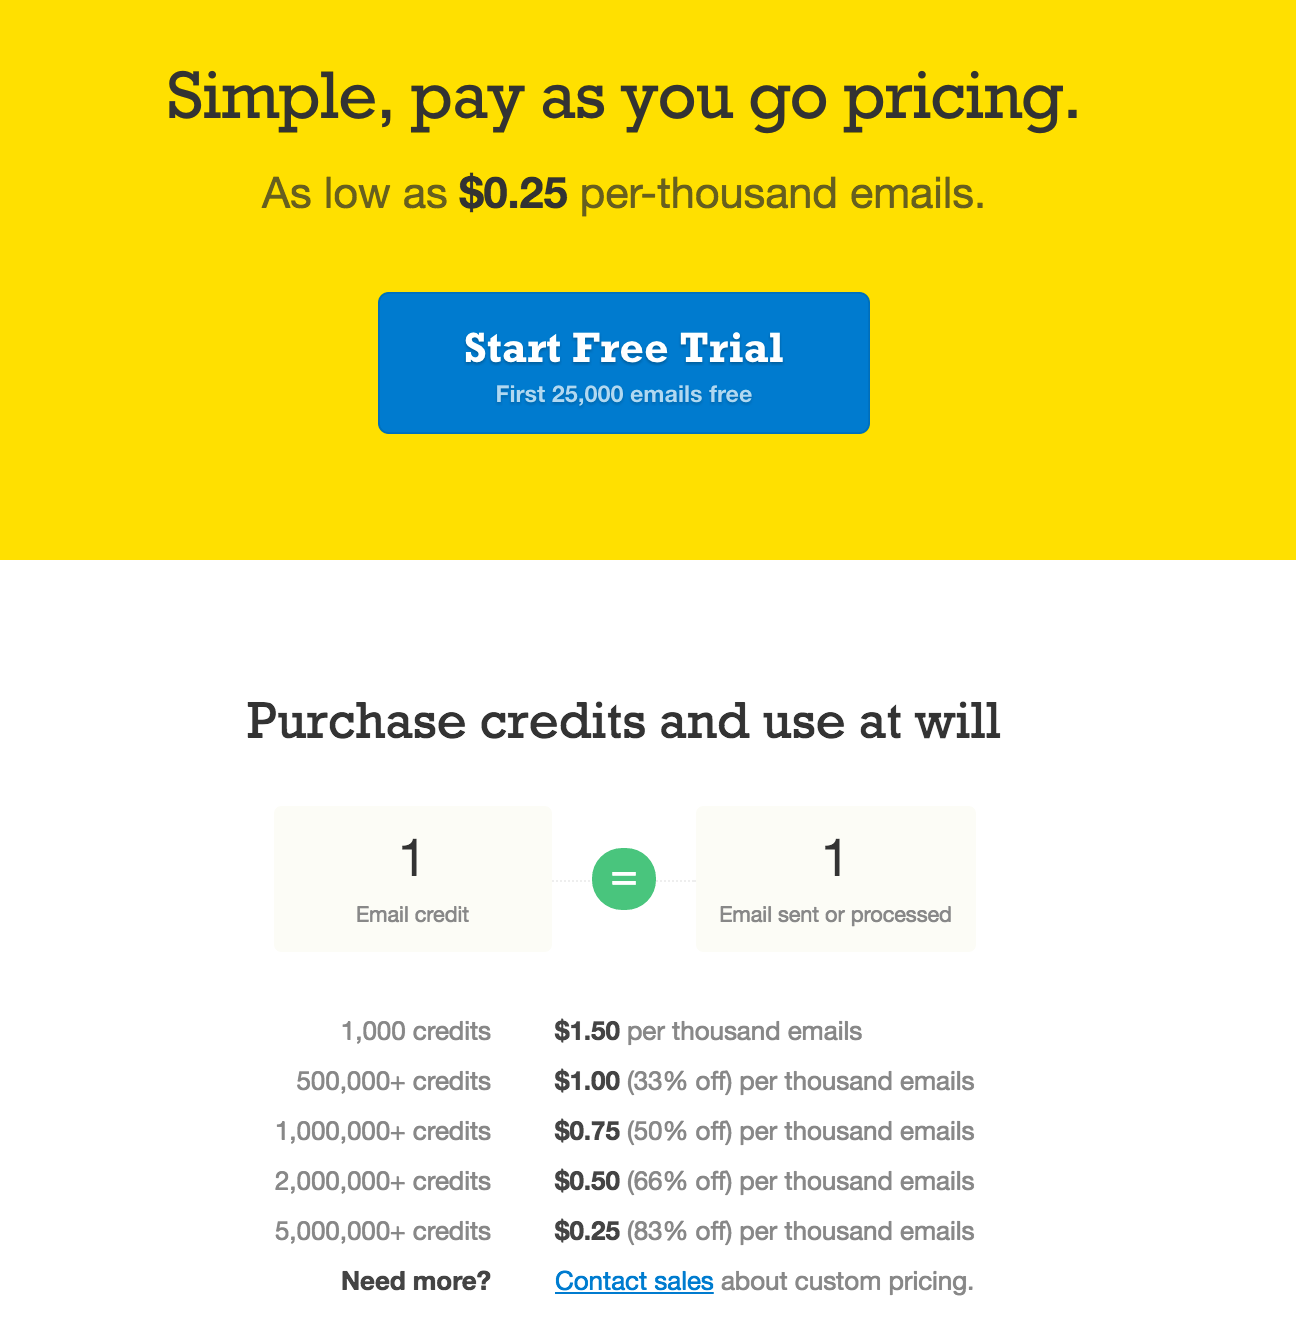 Simple, pay as you go pricing.
As low as $0.25 per-thousand emails.
Start Free Trial
First 25,000 emails free
Purchase credits and use at will
1
Email credit
=
1
Email sent or processed
1,000 credits $1.50 per thousand emails
500,000+ credits $1.00 (33% off) per thousand emails
1,000,000+ credits $0.75 (50% off) per thousand emails
2,000,000+ credits $0.50 (66% off) per thousand emails
5,000,000+ credits $0.25 (83% off) per thousand emails
Need more? Contact sales about custom pricing.